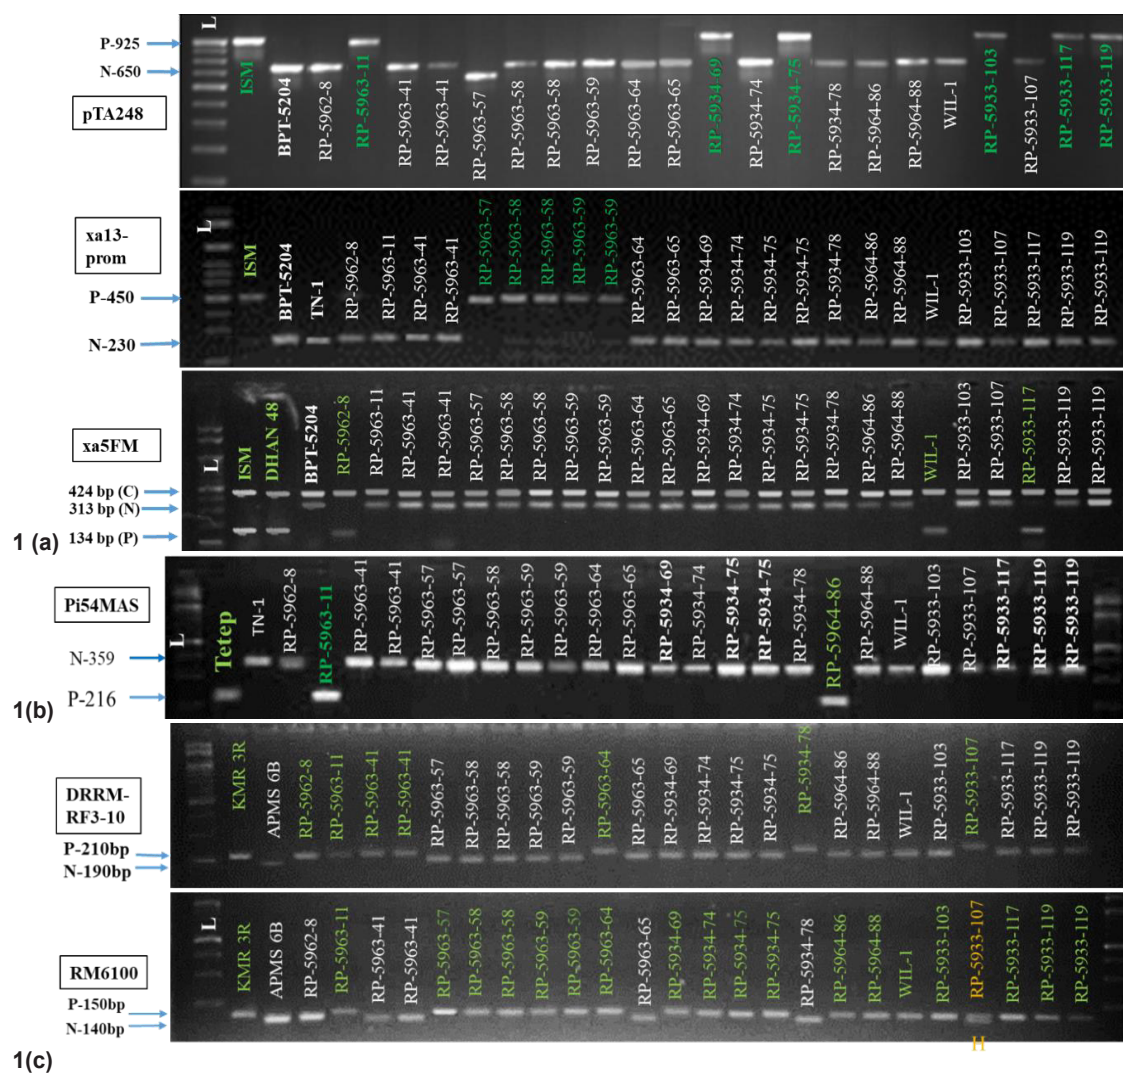 L
P-925
N-650
pTA248
ISM
BPT-5204
RP-5962-8
RP-5963-11
RP-5963-41
RP-5963-41
RP-5963-57
RP-5963-58
RP-5963-58
RP-5963-59
RP-5963-64
RP-5963-65
RP-5934-69
RP-5934-74
RP-5934-75
RP-5934-78
RP-5964-86
RP-5964-88
WIL-1
RP-5933-103
RP-5933-107
RP-5933-117
RP-5933-119
L
xa13-
prom
P-450
N-230
ISM
BPT-5204
TN-1
RP-5962-8
RP-5963-11
RP-5963-41
RP-5963-41
RP-5963-57
RP-5963-58
RP-5963-58
RP-5963-59
RP-5963-59
RP-5963-64
RP-5963-65
RP-5934-69
RP-5934-74
RP-5934-75
RP-5934-75
RP-5934-78
RP-5964-86
RP-5964-88
WIL-1
RP-5933-103
RP-5933-107
RP-5933-117
RP-5933-119
RP-5933-119
L
xa5FM
424 bp (C)
313 bp (N)
134 bp (P)
ISM
DHAN 48
BPT-5204
RP-5962-8
RP-5963-11
RP-5963-41
RP-5963-41
RP-5963-57
RP-5963-58
RP-5963-58
RP-5963-59
RP-5963-59
RP-5963-64
RP-5963-65
RP-5934-69
RP-5934-74
RP-5934-75
RP-5934-75
RP-5934-78
RP-5964-86
RP-5964-88
WIL-1
RP-5933-103
RP-5933-107
RP-5933-117
RP-5933-119
RP-5933-119
1 (a)
L
Pi54MAS
N-359
P-216
Tetep
TN-1
RP-5962-8
RP-5963-11
RP-5963-41
RP-5963-41
RP-5963-57
RP-5963-57
RP-5963-58
RP-5963-59
RP-5963-59
RP-5963-64
RP-5963-65
RP-5934-69
RP-5934-74
RP-5934-75
RP-5934-75
RP-5934-78
RP-5964-86
RP-5964-88
WIL-1
RP-5933-103
RP-5933-107
RP-5933-117
RP-5933-119
RP-5933-119
1(b)
DRRM-
RF3-10
P-210bp
N-190bp
KMR 3R
APMS 6B
RP-5962-8
RP-5963-11
RP-5963-41
RP-5963-41
RP-5963-57
RP-5963-58
RP-5963-58
RP-5963-59
RP-5963-59
RP-5963-64
RP-5963-65
RP-5934-69
RP-5934-74
RP-5934-75
RP-5934-75
RP-5934-78
RP-5964-86
RP-5964-88
WIL-1
RP-5933-103
RP-5933-107
RP-5933-117
RP-5933-119
RP-5933-119
L
RM6100
P-150bp
N-140bp
KMR 3R
APMS 6B
RP-5962-8
RP-5963-11
RP-5963-41
RP-5963-41
RP-5963-57
RP-5963-58
RP-5963-58
RP-5963-59
RP-5963-59
RP-5963-64
RP-5963-65
RP-5934-69
RP-5934-74
RP-5934-75
RP-5934-75
RP-5934-78
RP-5964-86
RP-5964-88
WIL-1
RP-5933-103
RP-5933-107
RP-5933-117
RP-5933-119
RP-5933-119
H
1(c)